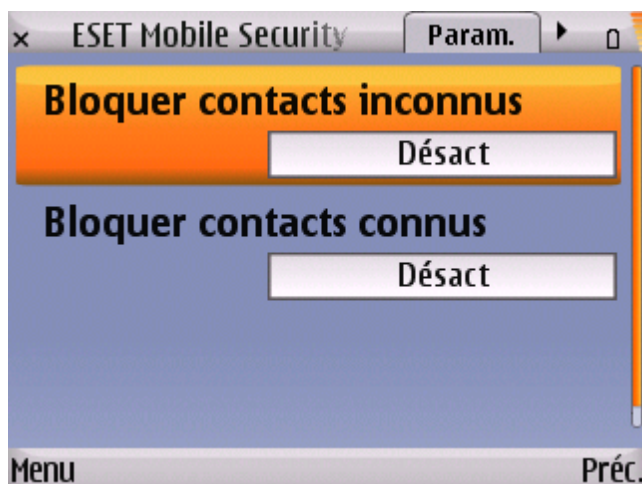 × ESET Mobile Security Param.
Bloquer contacts inconnus
Désact
Bloquer contacts connus
Désact
Menu Préc.